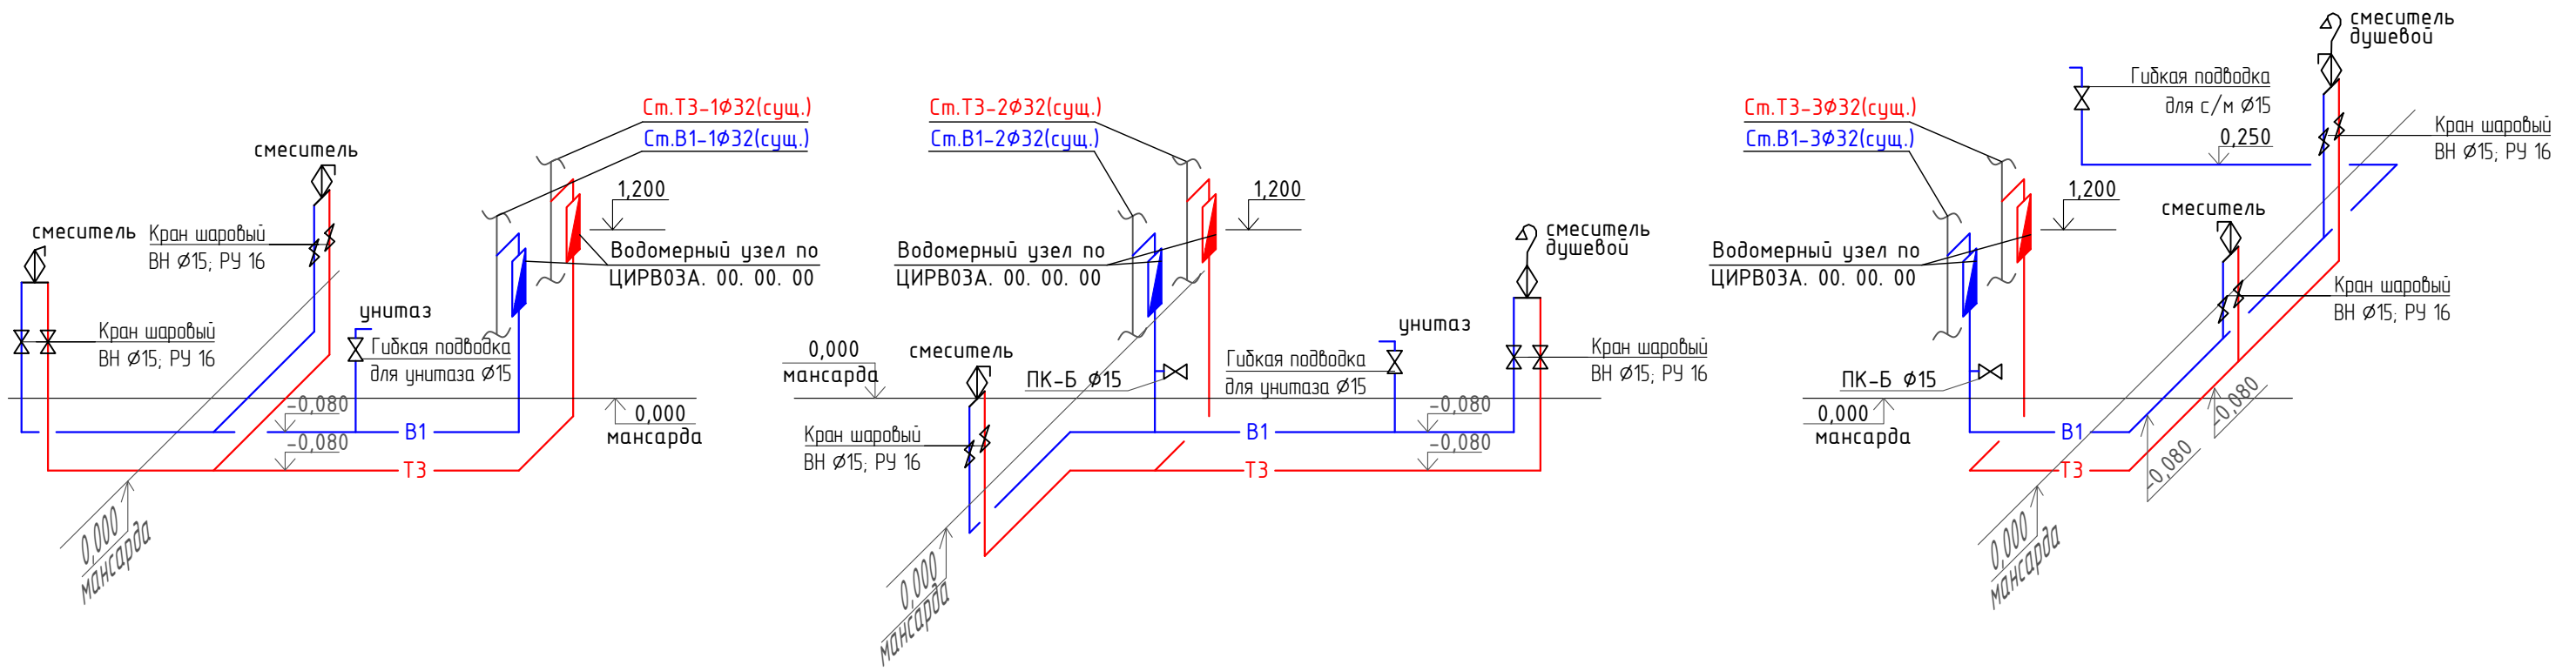 смеситель
смеситель
Кран шаровый
ВН Ø15; РУ 16
Кран шаровый
ВН Ø15; РУ 16
унитаз
Гибкая подводка
для унитаза Ø15
Ст.Т3-1Ø32(сущ.)
Ст.В1-1Ø32(сущ.)
1,200
Водомерный узел по
ЦИРВ03А. 00. 00. 00
-0,080
-0,080
В1
Т3
0,000
мансарда
0,000
мансарда
Ст.Т3-2Ø32(сущ.)
Ст.В1-2Ø32(сущ.)
1,200
Водомерный узел по
ЦИРВ03А. 00. 00. 00
смеситель
душевой
0,000
мансарда
смеситель
ПК-Б Ø15
унитаз
Гибкая подводка
для унитаза Ø15
Кран шаровый
ВН Ø15; РУ 16
Кран шаровый
ВН Ø15; РУ 16
-0,080
-0,080
В1
Т3
0,000
мансарда
Ст.Т3-3Ø32(сущ.)
Ст.В1-3Ø32(сущ.)
1,200
Водомерный узел по
ЦИРВ03А. 00. 00. 00
смеситель
душевой
Гибкая подводка
для с/м Ø15
0,250
Кран шаровый
ВН Ø15; РУ 16
смеситель
Кран шаровый
ВН Ø15; РУ 16
ПК-Б Ø15
0,000
мансарда
В1
Т3
-0,080
-0,080
0,000
мансарда